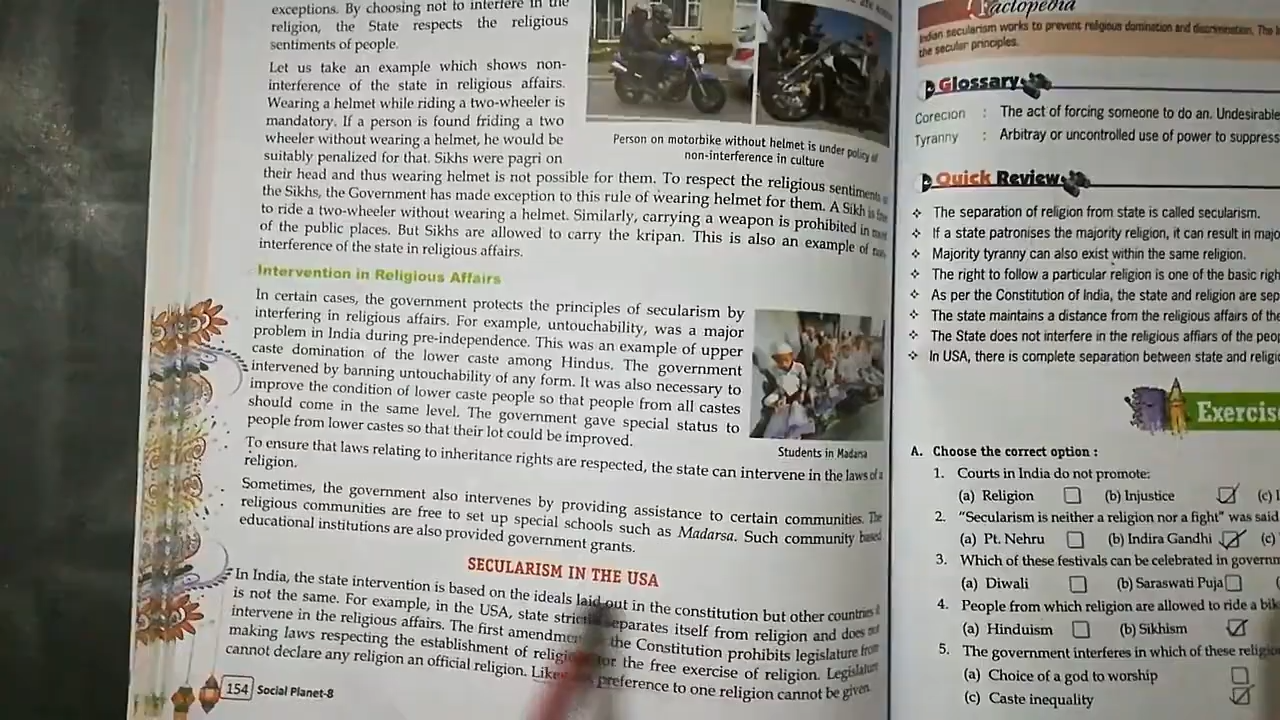 exceptions. By choosing not to interfere in the
religion, the State respects the religious
sentiments of people.
Let us take an example which shows non-
interference of the state in religious affairs.
Wearing a helmet while riding a two-wheeler is
mandatory. If a person is found friding a two
wheeler without wearing a helmet, he would be
suitably penalized for that. Sikhs were pagri on
their head and thus wearing helmet is not possible for them. To respect the religious sentiments
the Sikhs, the Government has made exception to this rule of wearing helmet for them. A Sikh is
to ride a two-wheeler without wearing a helmet. Similarly, carrying a weapon is prohibited in
of the public places. But Sikhs are allowed to carry the kripan. This is also an example of
interference of the state in religious affairs.
Person on motorbike without helmet is under policy of
non-interference in culture
Intervention in Religious Affairs
In certain cases, the government protects the principles of secularism by
interfering in religious affairs. For example, untouchability, was a major
problem in India during pre-independence. This was an example of upper
caste domination of the lower caste among Hindus. The government
intervened by banning untouchability of any form. It was also necessary to
improve the condition of lower caste people so that people from all castes
should come in the same level. The government gave special status to
people from lower castes so that their lot could be improved.
Students in Madarsa
To ensure that laws relating to inheritance rights are respected, the state can intervene in the laws of a
religion.
Sometimes, the government also intervenes by providing assistance to certain communities. The
religious communities are free to set up special schools such as Madarsa. Such community based
educational institutions are also provided government grants.
SECULARISM IN THE USA
In India, the state intervention is based on the ideals laid out in the constitution but other countries
is not the same. For example, in the USA, state separates itself from religion and does not
intervene in the religious affairs. The first the Constitution prohibits legislature from
making laws respecting the establishment of or the free exercise of religion. Legislature
cannot declare any religion an official religion. preference to one religion cannot be given.
154 Social Planet-8
actopedia
Indian secularism works to prevent religious domination and discrimination. The
the secular principles.
Glossary
Corecion : The act of forcing someone to do an. Undesirable
Tyranny : Arbitray or uncontrolled use of power to suppress
Quick Review
❖ The separation of religion from state is called secularism.
❖ If a state patronises the majority religion, it can result in majo
❖ Majority tyranny can also exist within the same religion.
❖ The right to follow a particular religion is one of the basic righ
❖ As per the Constitution of India, the state and religion are sep
❖ The state maintains a distance from the religious affairs of the
❖ The State does not interfere in the religious affiars of the peop
❖ In USA, there is complete separation between state and religio
Exercis
A. Choose the correct option :
1. Courts in India do not promote:
(a) Religion (b) Injustice (c)
2. "Secularism is neither a religion nor a fight" was said
(a) Pt. Nehru (b) Indira Gandhi (c)
3. Which of these festivals can be celebrated in governm
(a) Diwali (b) Saraswati Puja
4. People from which religion are allowed to ride a bik
(a) Hinduism (b) Sikhism
5. The government interferes in which of these religio
(a) Choice of a god to worship
(c) Caste inequality